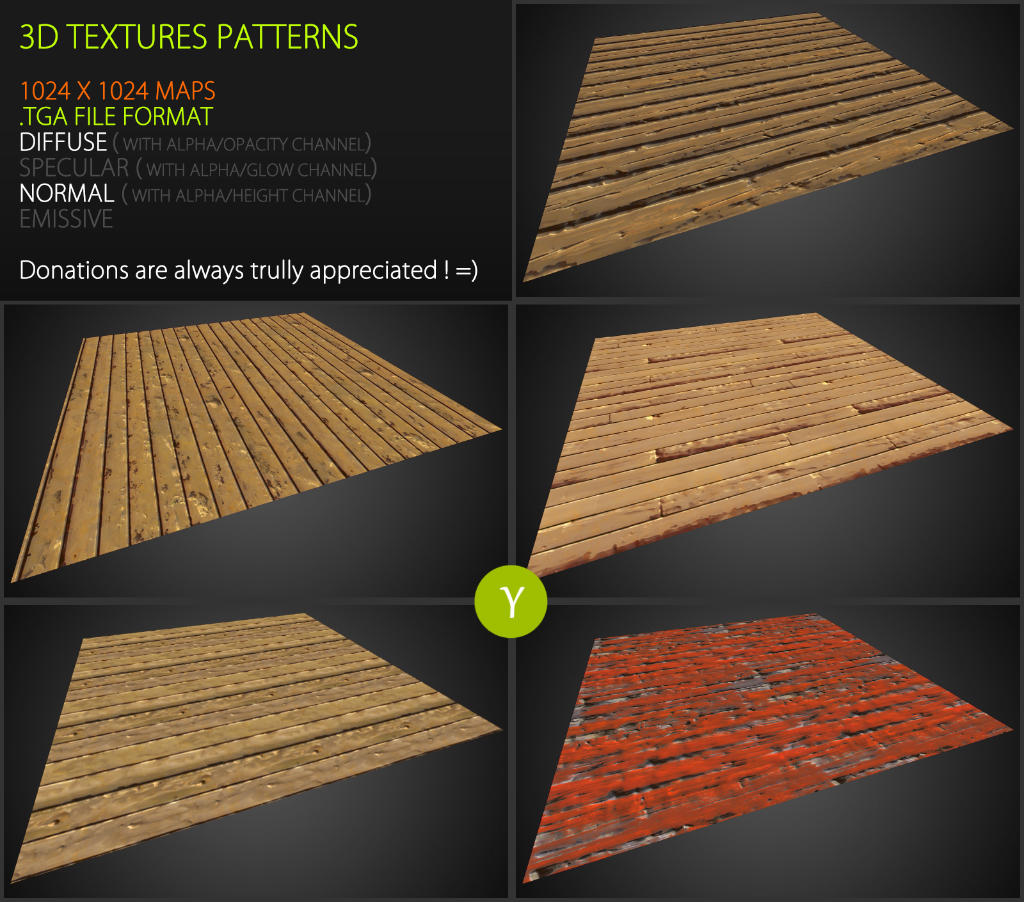 3D TEXTURES PATTERNS
1024 X 1024 MAPS
.TGA FILE FORMAT
DIFFUSE ( WITH ALPHA/OPACITY CHANNEL)
SPECULAR ( WITH ALPHA/GLOW CHANNEL)
NORMAL ( WITH ALPHA/HEIGHT CHANNEL)
EMISSIVE
Donations are always trully appreciated ! =)
Y